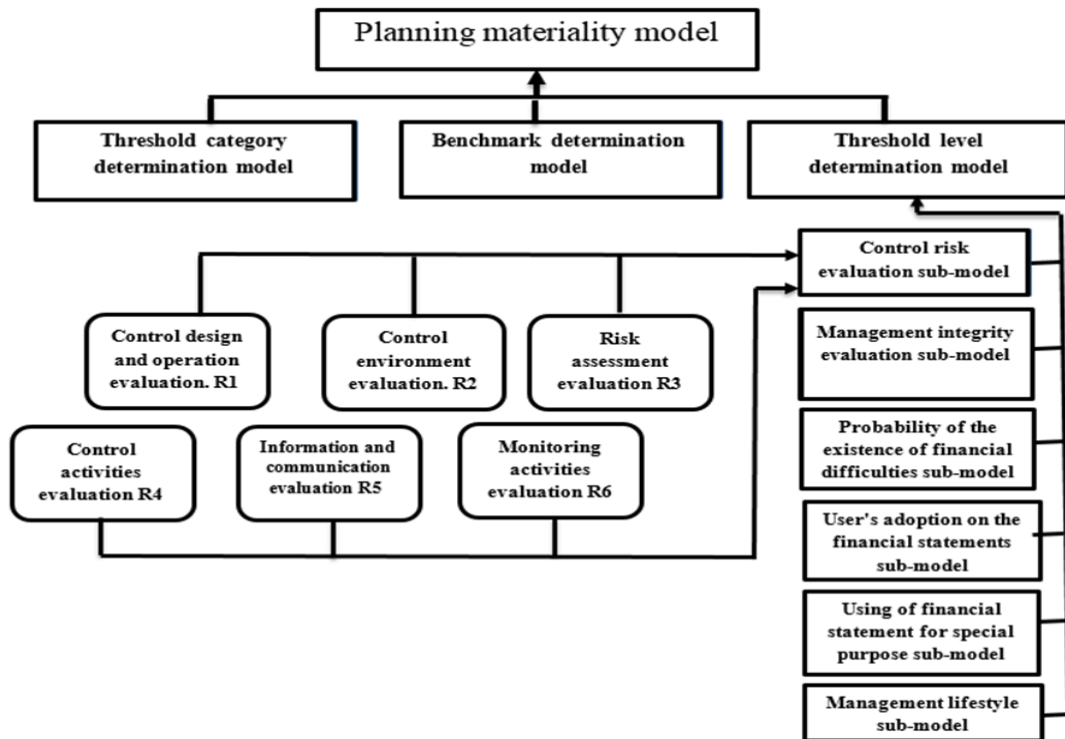 Planning materiality model
Threshold category
determination model
Benchmark determination
model
Threshold level
determination model
Control risk
evaluation sub-model
Control design
and operation
evaluation. R1
Control
environment
evaluation. R2
Risk
assessment
evaluation R3
Management integrity
evaluation sub-model
Control
activities
evaluation R4
Information and
communication
evaluation R5
Monitoring
activities
evaluation R6
Probability of the
existence of financial
difficulties sub-model
User's adoption on the
financial statements
sub-model
Using of financial
statement for special
purpose sub-model
Management lifestyle
sub-model